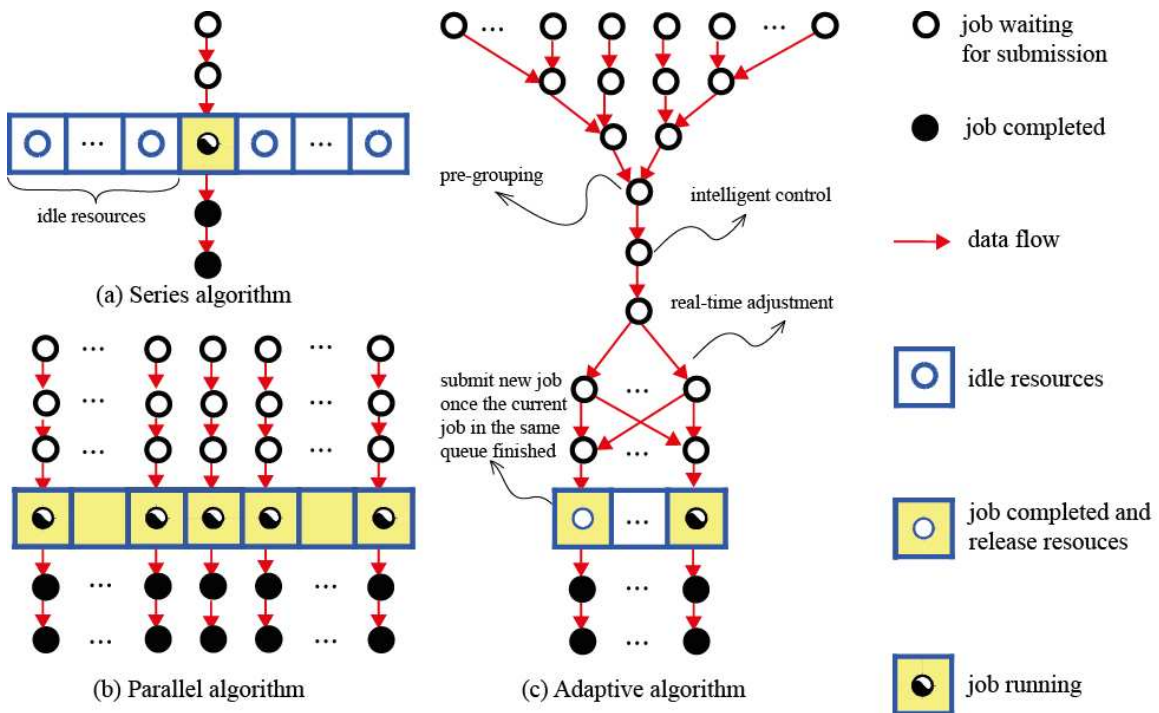 ...
...
job waiting
for submission
job completed
...
...
idle resources
pre-grouping
intelligent control
data flow
(a) Series algorithm
real-time adjustment
...
...
...
...
...
...
submit new job
once the current
job in the same
queue finished
...
...
...
idle resources
...
...
...
...
...
...
job completed and
release resouces
(b) Parallel algorithm
(c) Adaptive algorithm
job running